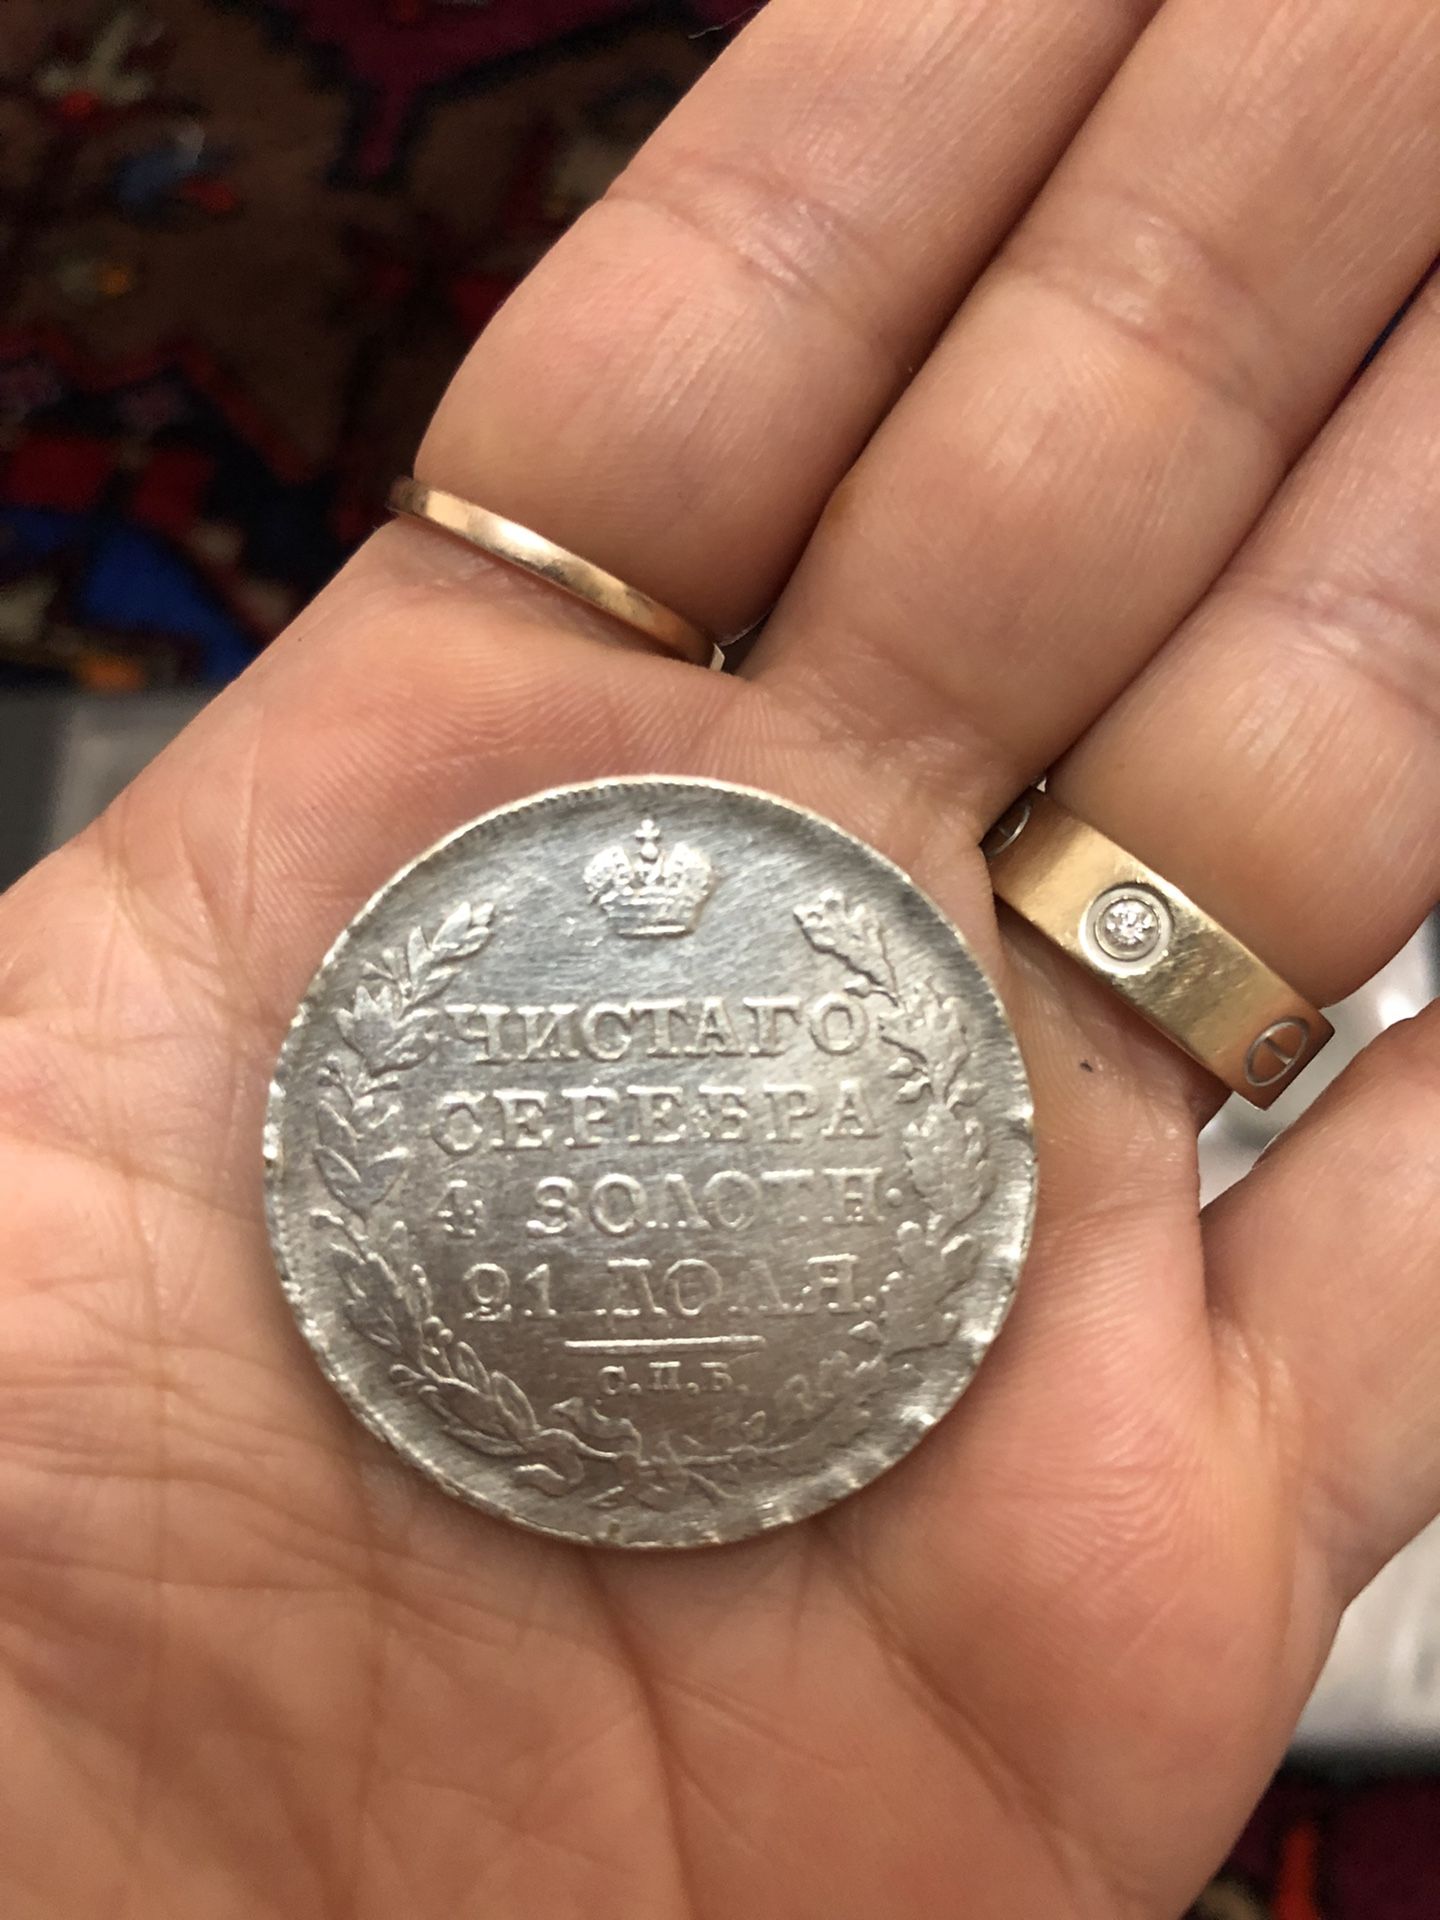 ЧИСТАГО
СЕРЕБРА
4 ЗОЛОТН.
21 ДОЛЯ.
С.П.Б.